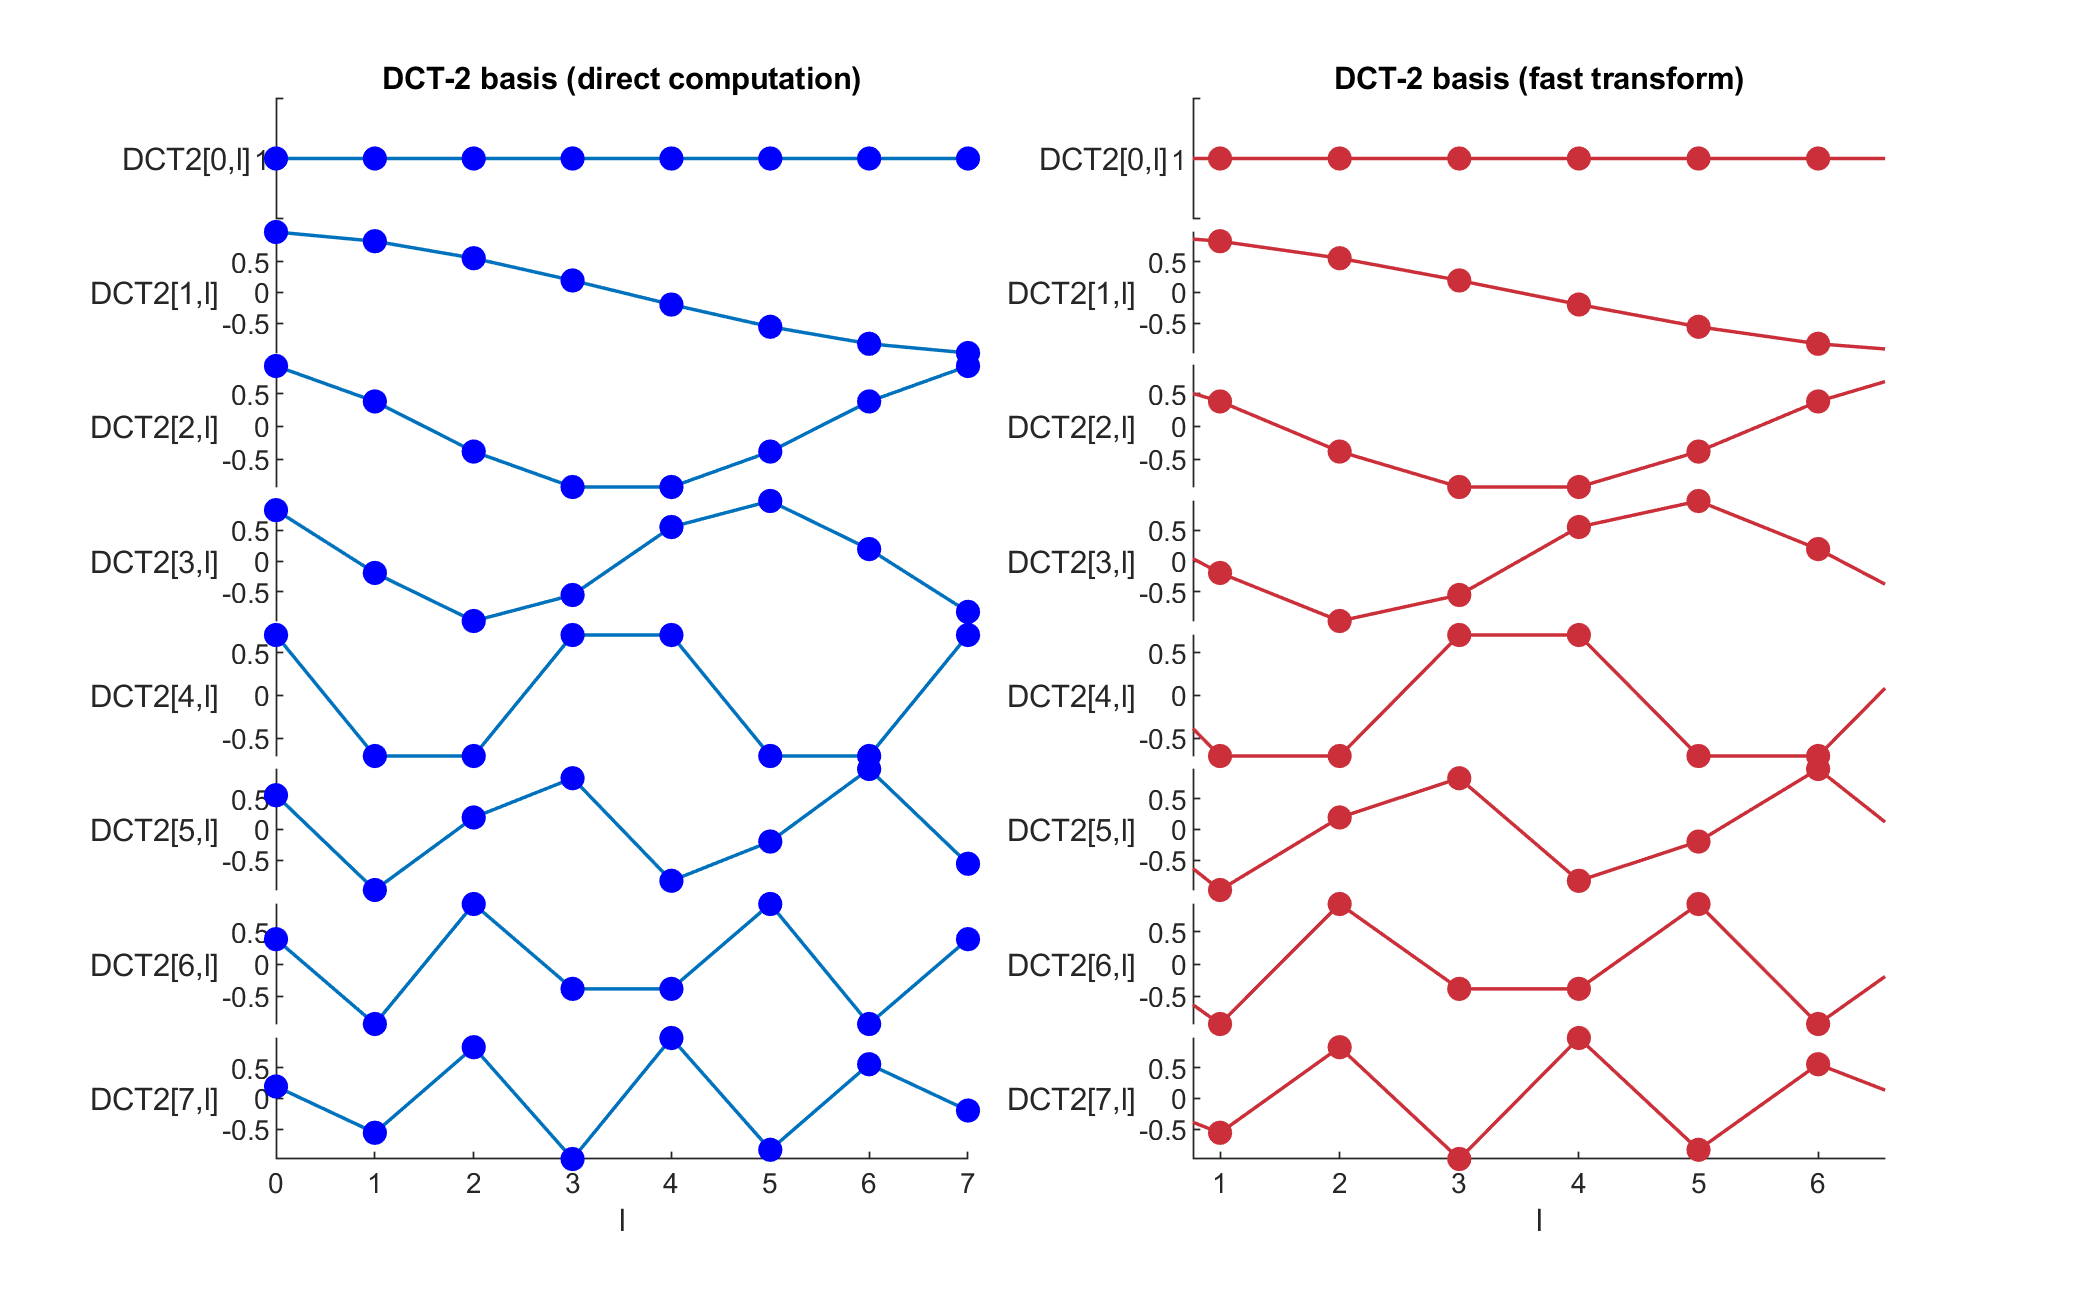 DCT-2 basis (direct computation)
DCT2[0,l] 1
DCT2[1,l] 0.5 0 -0.5
DCT2[2,l] 0.5 0 -0.5
DCT2[3,l] 0.5 0 -0.5
DCT2[4,l] 0.5 0 -0.5
DCT2[5,l] 0.5 0 -0.5
DCT2[6,l] 0.5 0 -0.5
DCT2[7,l] 0.5 0 -0.5
0 1 2 3 4 5 6 7
l
DCT-2 basis (fast transform)
DCT2[0,l] 1
DCT2[1,l] 0.5 0 -0.5
DCT2[2,l] 0.5 0 -0.5
DCT2[3,l] 0.5 0 -0.5
DCT2[4,l] 0.5 0 -0.5
DCT2[5,l] 0.5 0 -0.5
DCT2[6,l] 0.5 0 -0.5
DCT2[7,l] 0.5 0 -0.5
1 2 3 4 5 6
l